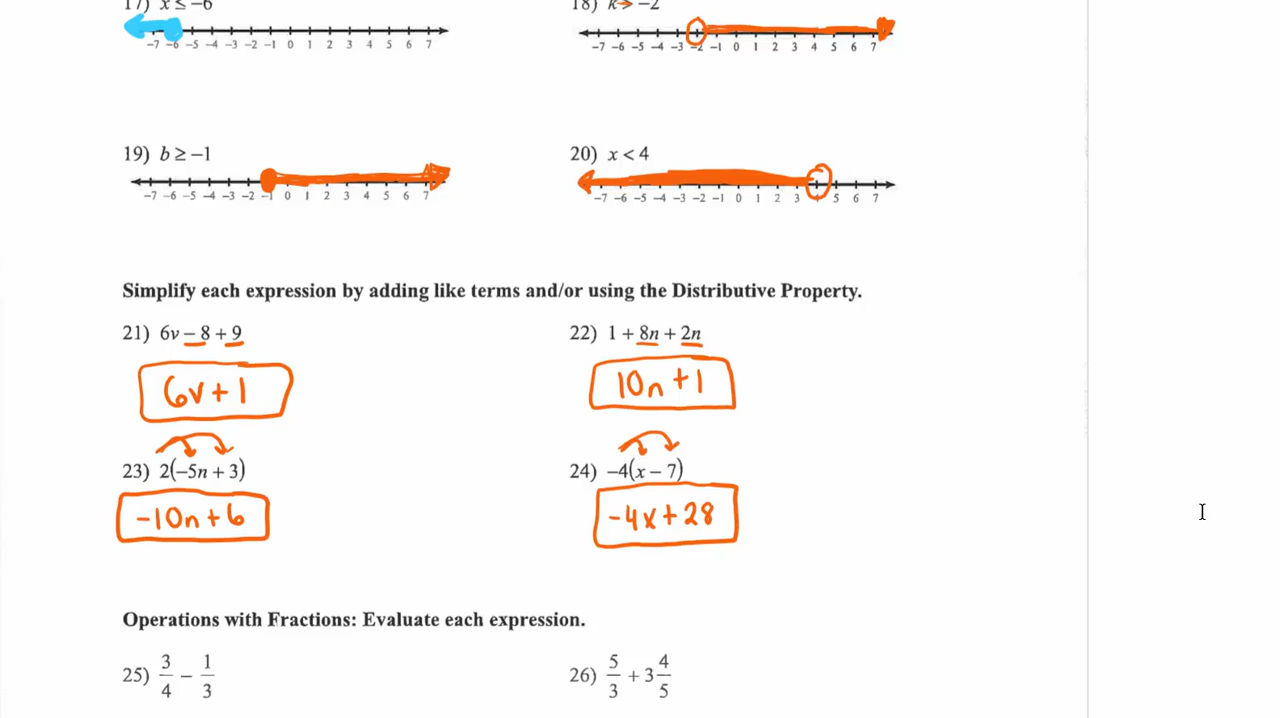 17) x ≤ −6
18) k > −2
−7 −6 −5 −4 −3 −2 −1 0 1 2 3 4 5 6 7
−7 −6 −5 −4 −3 −2 −1 0 1 2 3 4 5 6 7
19) b ≥ −1
20) x < 4
−7 −6 −5 −4 −3 −2 −1 0 1 2 3 4 5 6 7
−7 −6 −5 −4 −3 −2 −1 0 1 2 3 4 5 6 7
Simplify each expression by adding like terms and/or using the Distributive Property.
21) 6v − 8 + 9
22) 1 + 8n + 2n
6v + 1
10n + 1
23) 2(−5n + 3)
24) −4(x − 7)
-10n + 6
-4x + 28
Operations with Fractions: Evaluate each expression.
25) 3/4 − 1/3
26) 5/3 + 3 4/5